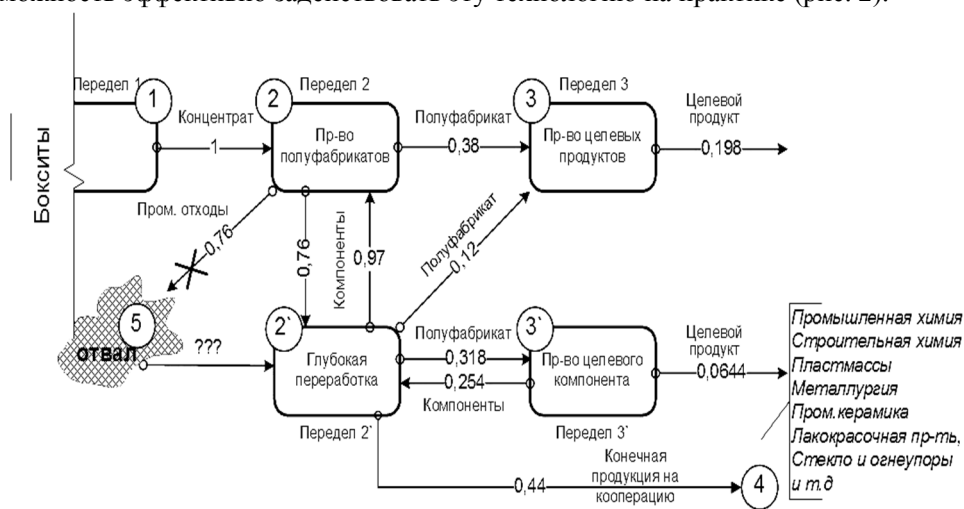 можность эффективно задействовать эту технологию на практике (рис. 2).
Передел 1
1
Бокситы
Концентрат
1
Передел 2
2
Пр-во
полуфабрикатов
Полуфабрикат
0,38
Передел 3
3
Пр-во целевых
продуктов
Целевой
продукт
0,198
Пром. отходы
0,76
0,76
Компоненты
0,97
Полуфабрикат
0,12
5
отвал
???
2`
Глубокая
переработка
Передел 2`
Полуфабрикат
0,318
0,254
Компоненты
3`
Пр-во целевого
компонента
Передел 3`
Целевой
продукт
0,0644
Конечная
продукция на
кооперацию
0,44
4
Промышленная химия
Строительная химия
Пластмассы
Металлургия
Пром.керамика
Лакокрасочная пр-ть,
Стекло и огнеупоры
и т.д